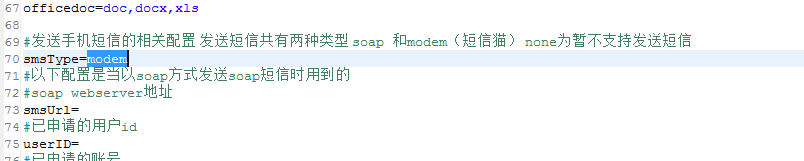 67 officedoc=doc,docx,xls
68
69 #发送手机短信的相关配置 发送短信共有两种类型 soap 和modem（短信猫） none为暂不支持发送短信
70 smsType=modem
71 #以下配置是当以soap方式发送soap短信时用到的
72 #soap webserver地址
73 smsUrl=
74 #已申请的用户id
75 userID=
76 #已申请的账号